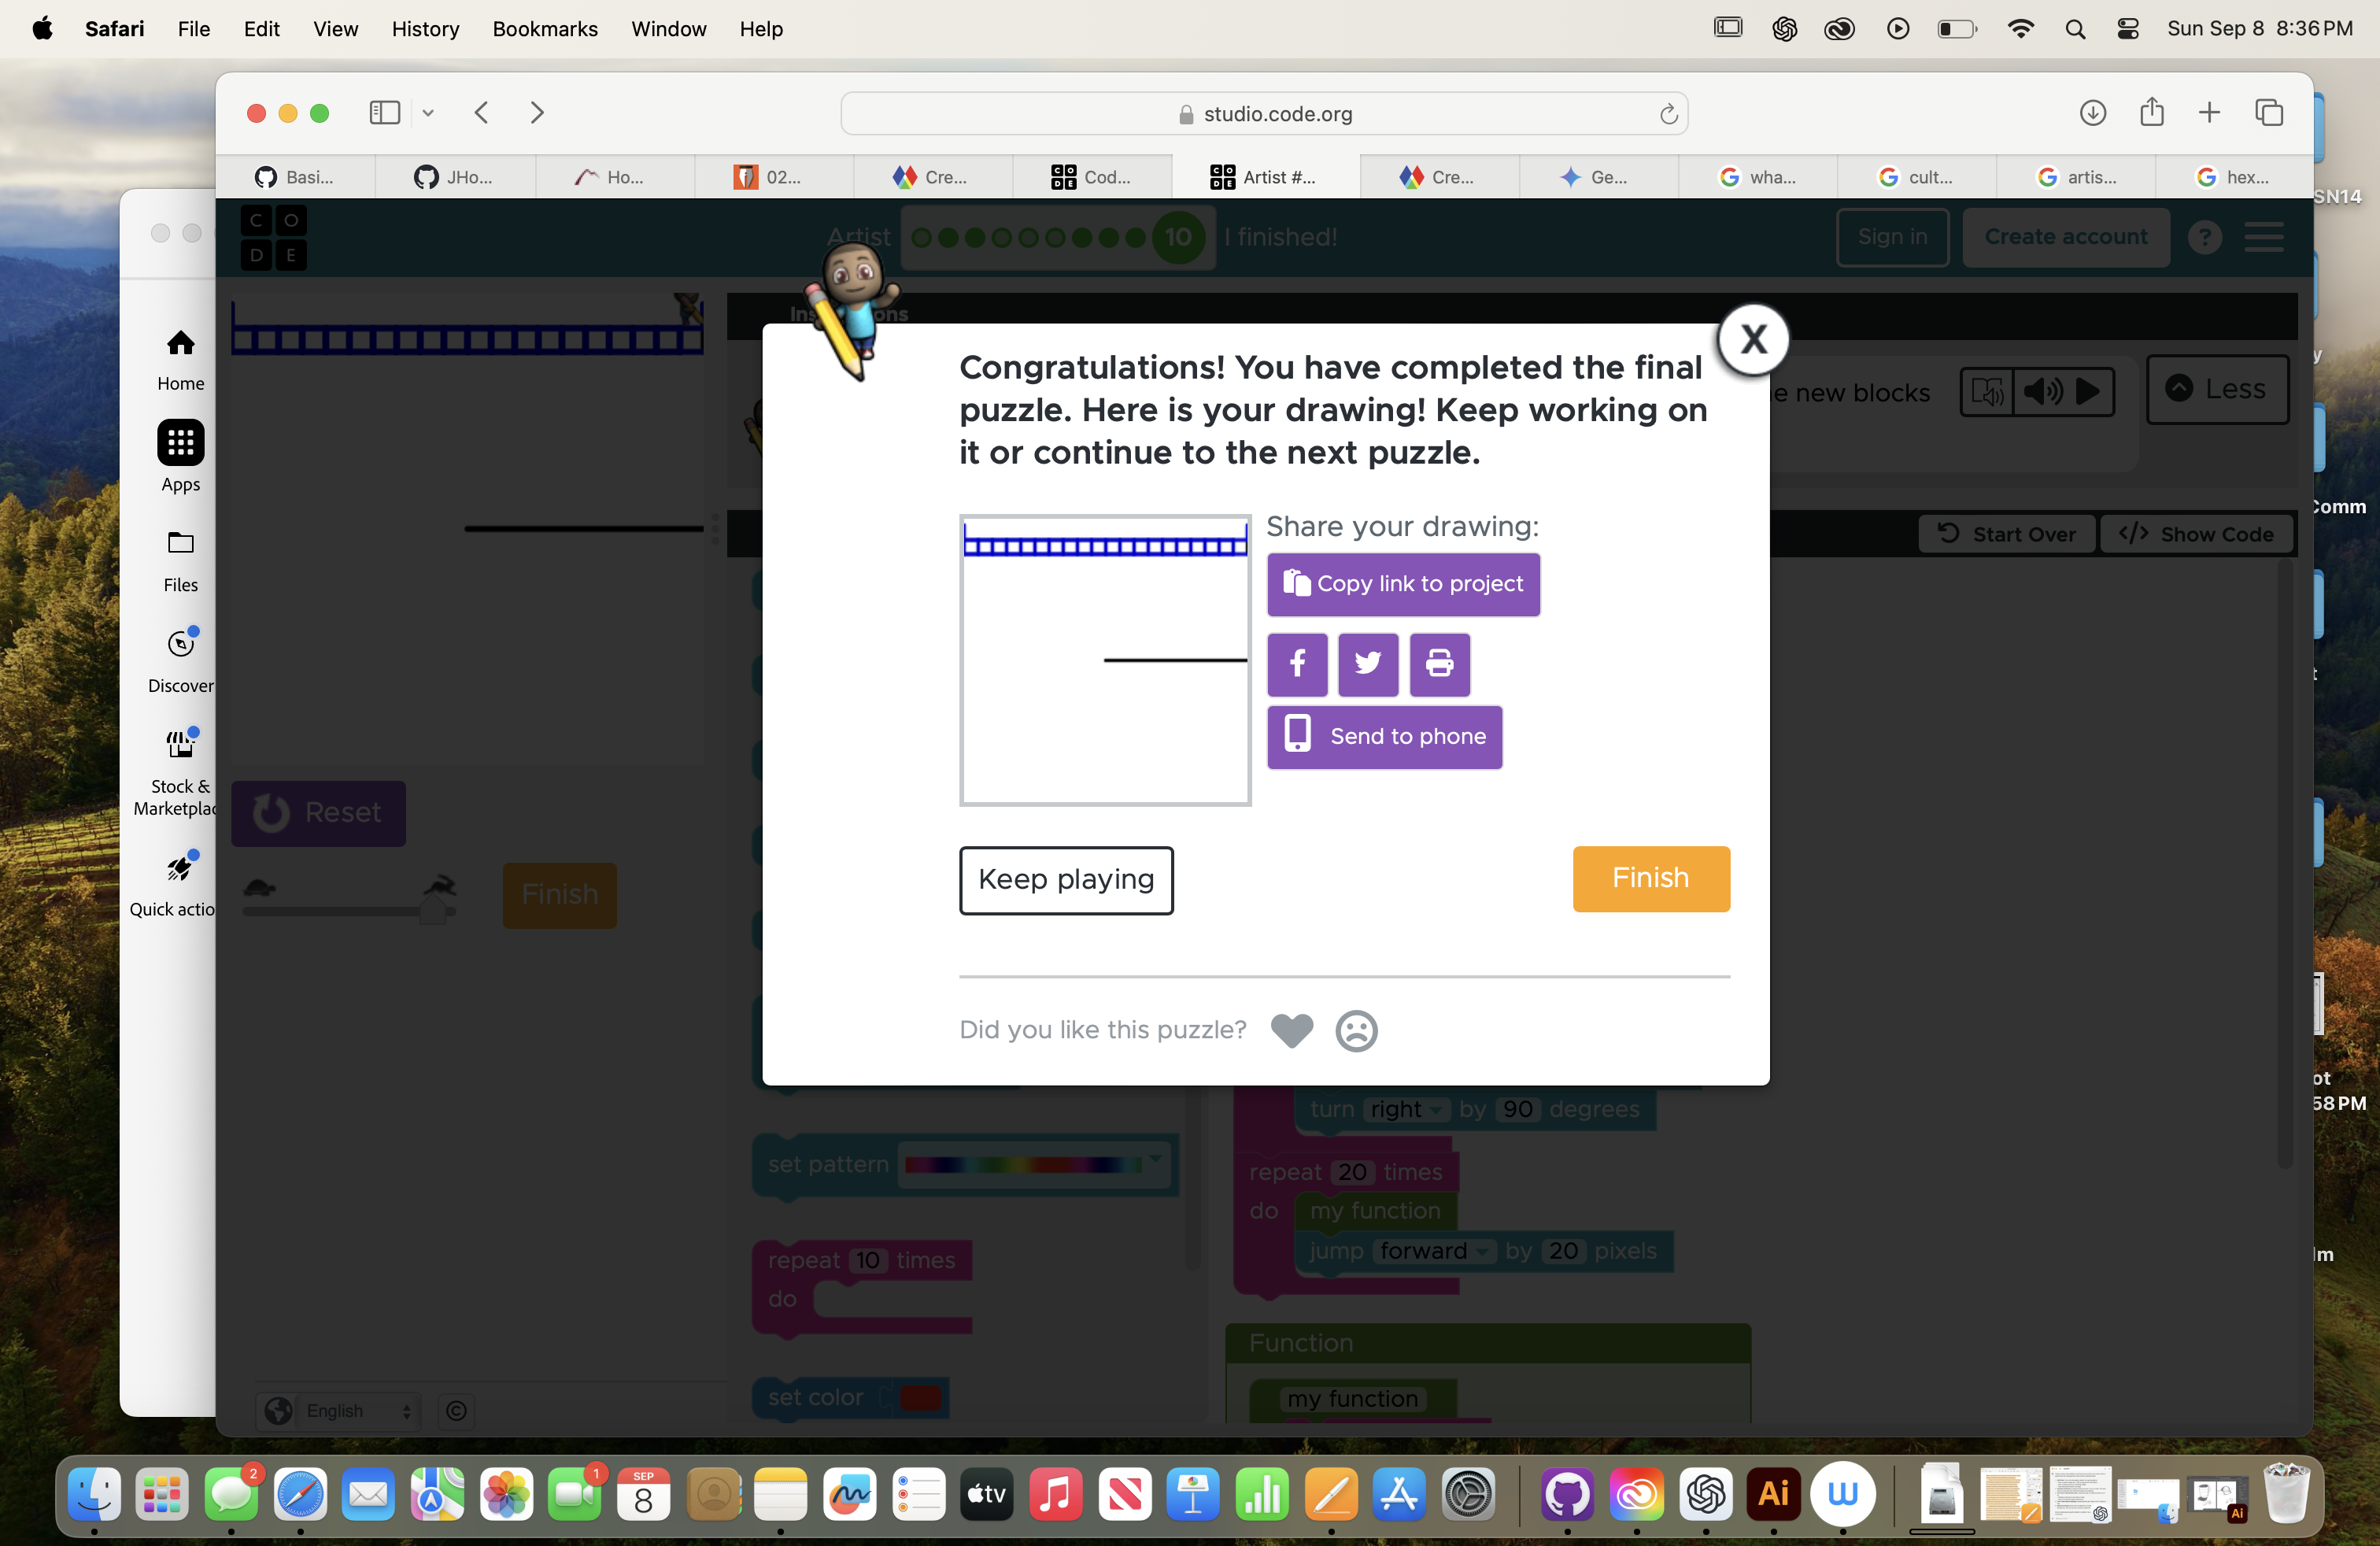 Safari File Edit View History Bookmarks Window Help Sun Sep 8 8:36 PM
studio.code.org
Basi... JHo... Ho... 02... Cre... Cod... Artist #... Cre... Ge... wha... cult... artis... hex...
SN14
C O D E
Artist 10 I finished!
Sign in Create account ?
Home
Apps
Files
Discover
Stock &
Marketplac
Quick actio
e new blocks
Less
Congratulations! You have completed the final
puzzle. Here is your drawing! Keep working on
it or continue to the next puzzle.
X
Share your drawing:
Copy link to project
Send to phone
Start Over
</> Show Code
Comm
Reset
Finish
Keep playing
Finish
Did you like this puzzle?
turn right by 90 degrees
repeat 20 times
do my function
jump forward by 20 pixels
set pattern
repeat 10 times
do
set color
Function
my function
English
©
ot
58 PM
2
1
SEP
8
tv
Ai